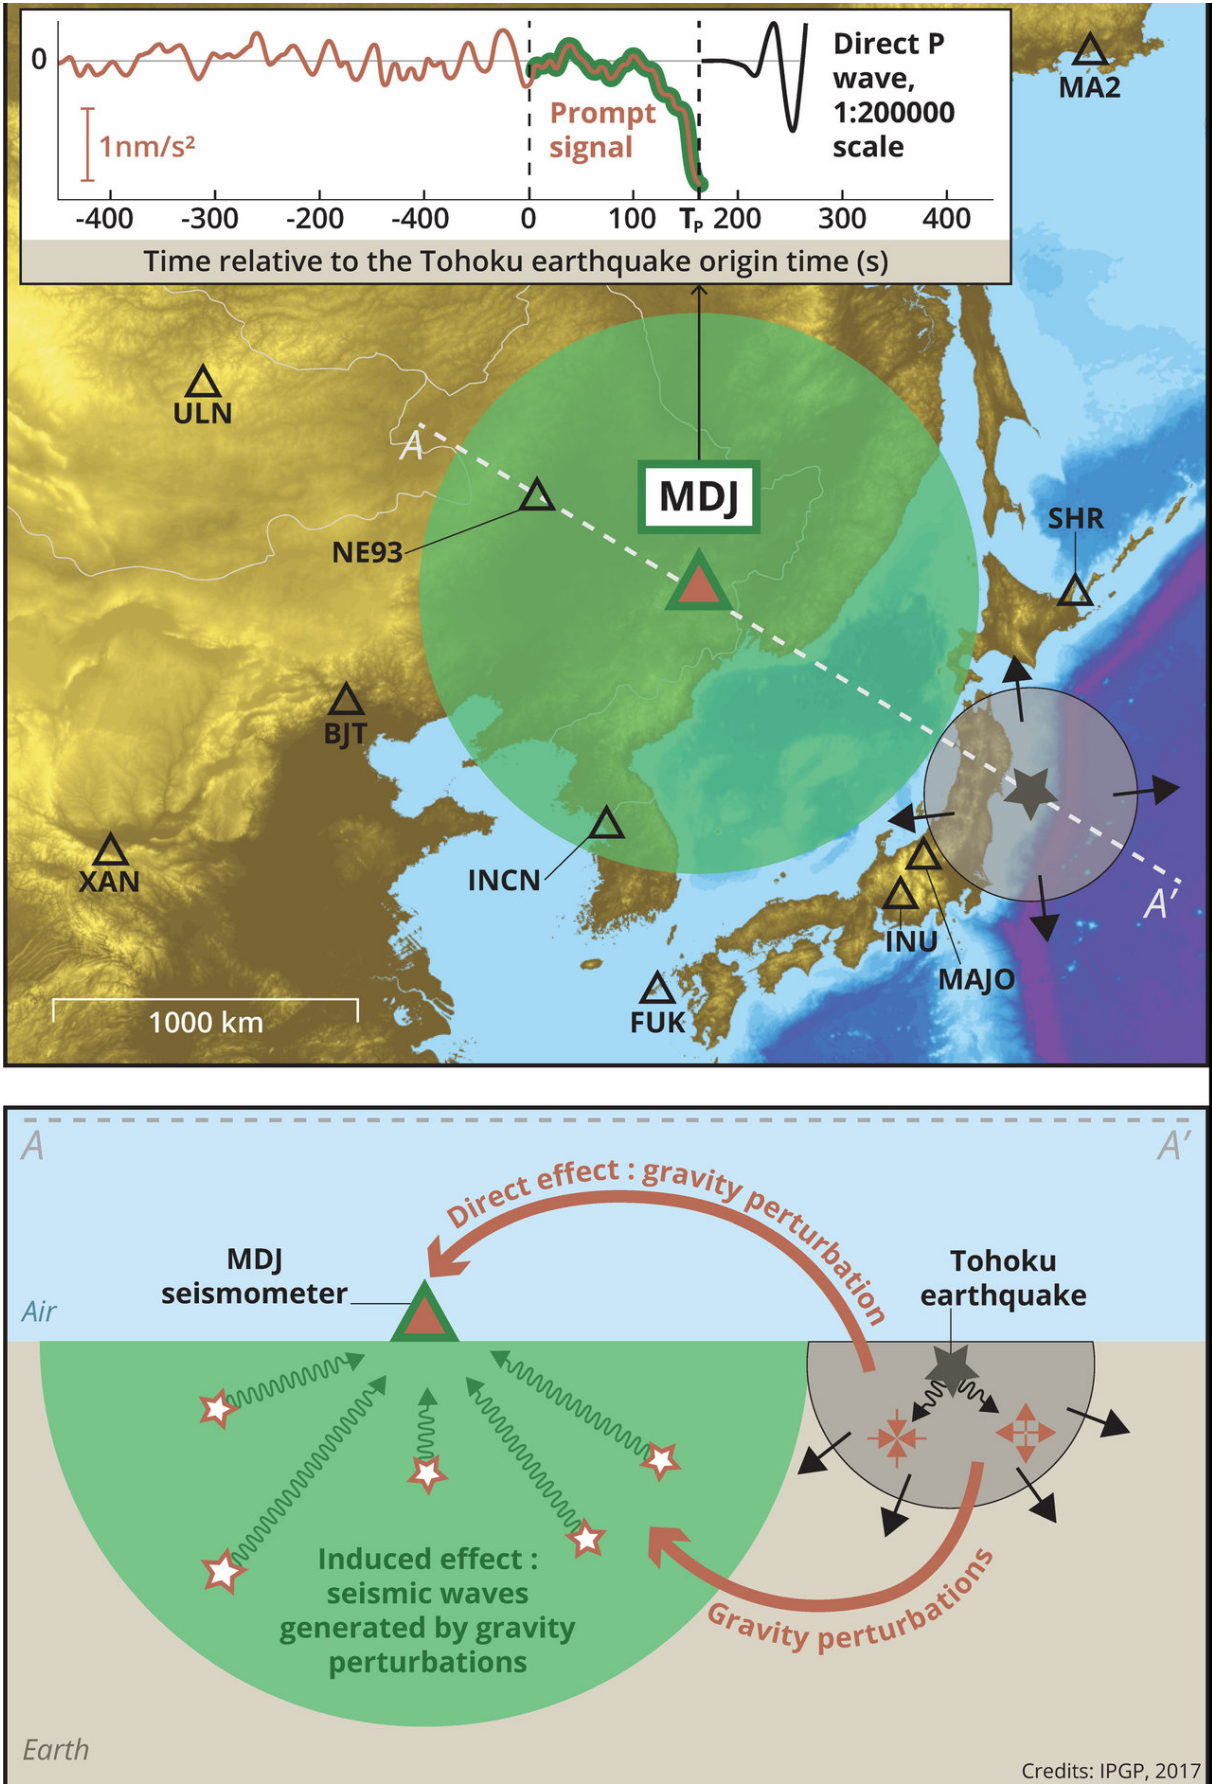 0
Direct P
wave,
1:200000
scale
Prompt
signal
1nm/s²
-400 -300 -200 -400 0 100 Tₚ 200 300 400
Time relative to the Tohoku earthquake origin time (s)
MA2
ULN
A
MDJ
NE93
SHR
BJT
XAN
INCN
A'
INU
MAJO
FUK
1000 km
A A'
Direct effect : gravity perturbation
MDJ
seismometer
Tohoku
earthquake
Air
Induced effect :
seismic waves
generated by gravity
perturbations
Gravity perturbations
Earth
Credits: IPGP, 2017